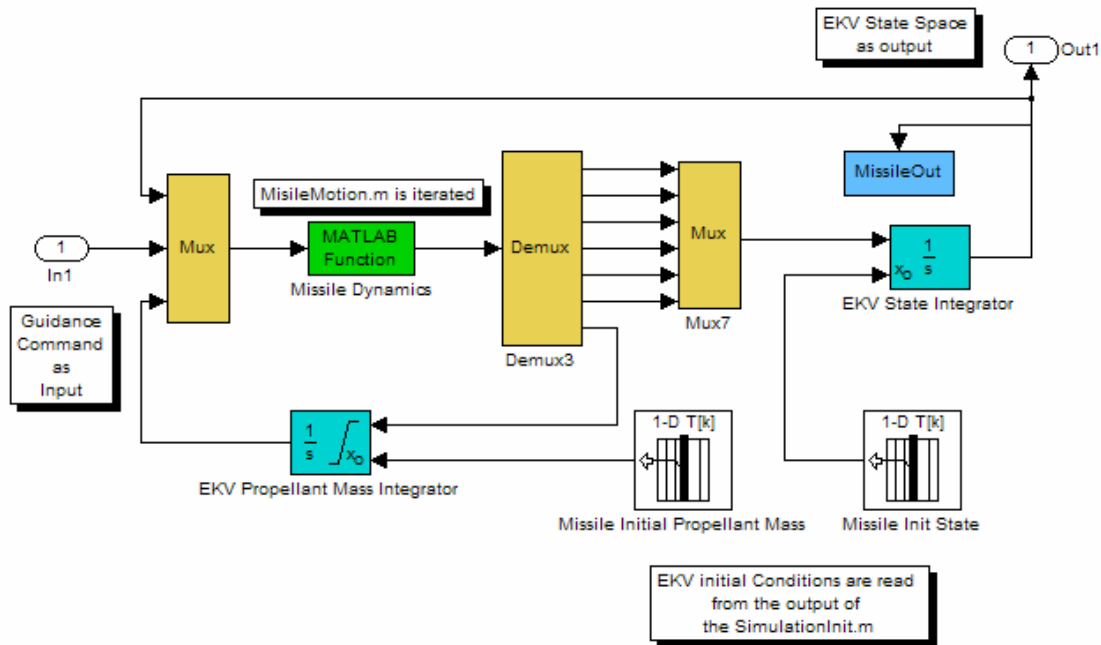 EKV State Space
as output
1
Out1
MissileOut
MisileMotion.m is iterated
Mux
MATLAB
Function
Missile Dynamics
Demux
Demux3
Mux
Mux7
1
In1
1
s
xo
EKV State Integrator
Guidance
Command
as
Input
1
s
xo
EKV Propellant Mass Integrator
1-D T[k]
Missile Initial Propellant Mass
1-D T[k]
Missile Init State
EKV initial Conditions are read
from the output of
the SimulationInit.m